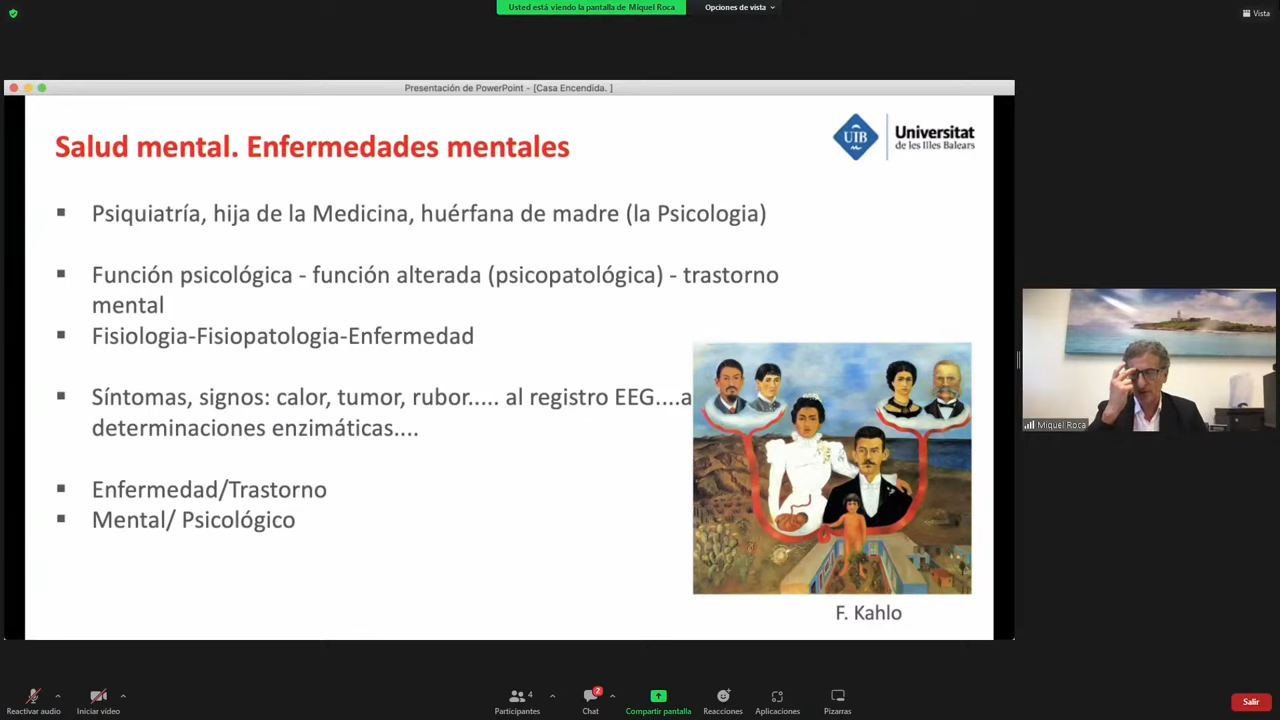 Usted está viendo la pantalla de Miquel Roca
Opciones de vista
Vista
Presentación de PowerPoint - [Casa Encendida. ]
Salud mental. Enfermedades mentales
UIB
Universitat
de les Illes Balears
Psiquiatría, hija de la Medicina, huérfana de madre (la Psicologia)
Función psicológica - función alterada (psicopatológica) - trastorno
mental
Fisiologia-Fisiopatologia-Enfermedad
Síntomas, signos: calor, tumor, rubor..... al registro EEG....a
determinaciones enzimáticas....
Enfermedad/Trastorno
Mental/ Psicológico
F. Kahlo
Miquel Roca
Reactivar audio
Iniciar video
Participantes
4
Chat
2
Compartir pantalla
Reacciones
Aplicaciones
Pizarras
Salir